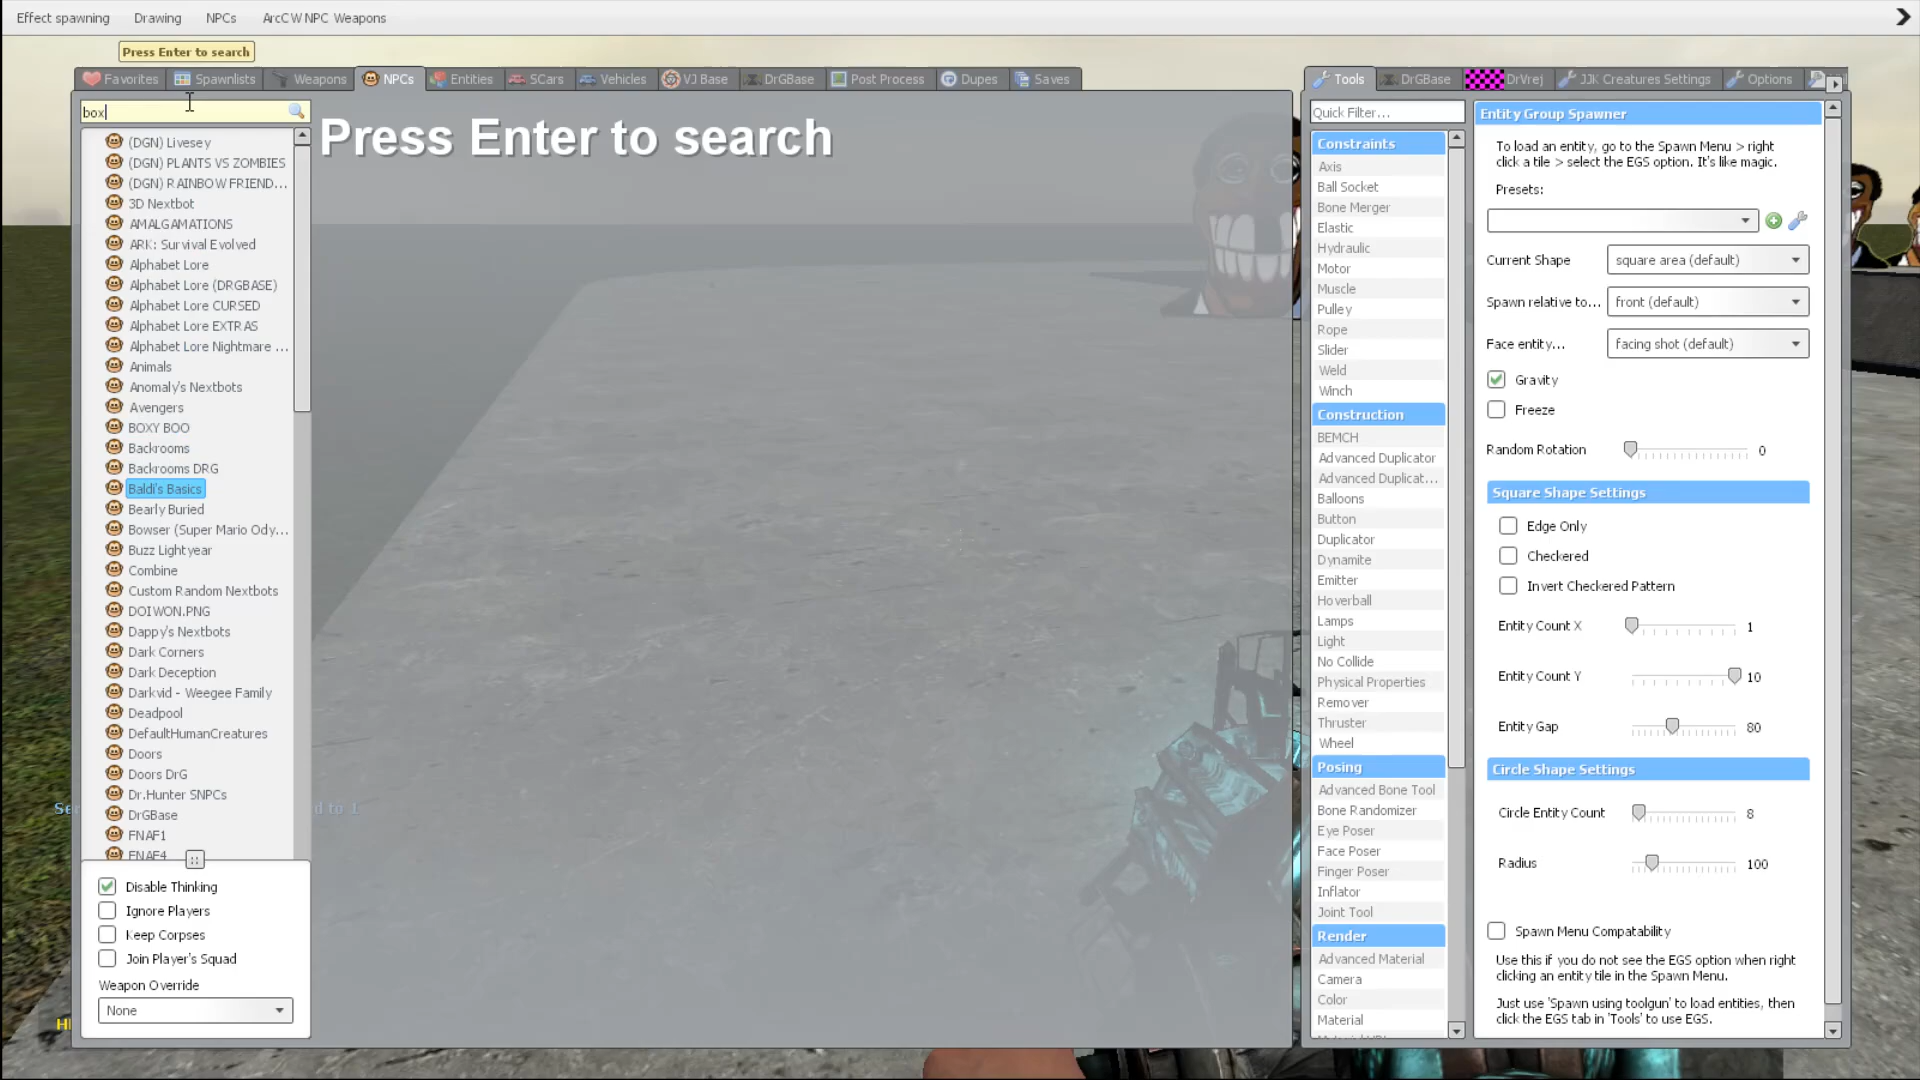 Effect spawning Drawing NPCs ArcCW NPC Weapons
Press Enter to search
Favorites Spawnlists Weapons NPCs Entities SCars Vehicles VJ Base DrGBase Post Process Dupes Saves
box
Press Enter to search
(DGN) Livesey
(DGN) PLANTS VS ZOMBIES
(DGN) RAINBOW FRIEND...
3D Nextbot
AMALGAMATIONS
ARK: Survival Evolved
Alphabet Lore
Alphabet Lore (DRGBASE)
Alphabet Lore CURSED
Alphabet Lore EXTRAS
Alphabet Lore Nightmare ...
Animals
Anomaly's Nextbots
Avengers
BOXY BOO
Backrooms
Backrooms DRG
Baldi's Basics
Bearly Buried
Bowser (Super Mario Ody...
Buzz Lightyear
Combine
Custom Random Nextbots
DOIWON.PNG
Dappy's Nextbots
Dark Corners
Dark Deception
Darkvid - Weegee Family
Deadpool
DefaultHumanCreatures
Doors
Doors DrG
Dr.Hunter SNPCs
DrGBase
FNAF1
FNAF4
Disable Thinking
Ignore Players
Keep Corpses
Join Player's Squad
Weapon Override
None
d to 1
Tools DrGBase DrVrej JJK Creatures Settings Options
Quick Filter...
Constraints
Axis
Ball Socket
Bone Merger
Elastic
Hydraulic
Motor
Muscle
Pulley
Rope
Slider
Weld
Winch
Construction
BEMCH
Advanced Duplicator
Advanced Duplicat...
Balloons
Button
Duplicator
Dynamite
Emitter
Hoverball
Lamps
Light
No Collide
Physical Properties
Remover
Thruster
Wheel
Posing
Advanced Bone Tool
Bone Randomizer
Eye Poser
Face Poser
Finger Poser
Inflator
Joint Tool
Render
Advanced Material
Camera
Color
Material
Entity Group Spawner
To load an entity, go to the Spawn Menu > right
click a tile > select the EGS option. It's like magic.
Presets:
Current Shape square area (default)
Spawn relative to... front (default)
Face entity... facing shot (default)
Gravity
Freeze
Random Rotation 0
Square Shape Settings
Edge Only
Checkered
Invert Checkered Pattern
Entity Count X 1
Entity Count Y 10
Entity Gap 80
Circle Shape Settings
Circle Entity Count 8
Radius 100
Spawn Menu Compatability
Use this if you do not see the EGS option when right
clicking an entity tile in the Spawn Menu.
Just use 'Spawn using toolgun' to load entities, then
click the EGS tab in 'Tools' to use EGS.